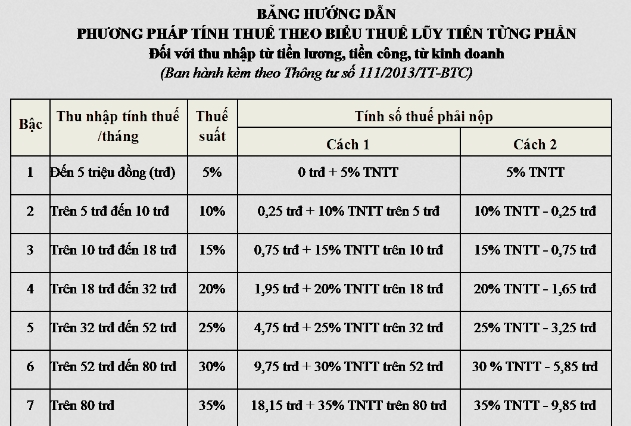 BẢNG HƯỚNG DẪN
PHƯƠNG PHÁP TÍNH THUẾ THEO BIỂU THUẾ LŨY TIẾN TỪNG PHẦN
Đối với thu nhập từ tiền lương, tiền công, từ kinh doanh
(Ban hành kèm theo Thông tư số 111/2013/TT-BTC)
Bậc Thu nhập tính thuế /tháng Thuế suất Tính số thuế phải nộp
Cách 1 Cách 2
1 Đến 5 triệu đồng (trđ) 5% 0 trđ + 5% TNTT 5% TNTT
2 Trên 5 trđ đến 10 trđ 10% 0,25 trđ + 10% TNTT trên 5 trđ 10% TNTT - 0,25 trđ
3 Trên 10 trđ đến 18 trđ 15% 0,75 trđ + 15% TNTT trên 10 trđ 15% TNTT - 0,75 trđ
4 Trên 18 trđ đến 32 trđ 20% 1,95 trđ + 20% TNTT trên 18 trđ 20% TNTT - 1,65 trđ
5 Trên 32 trđ đến 52 trđ 25% 4,75 trđ + 25% TNTT trên 32 trđ 25% TNTT - 3,25 trđ
6 Trên 52 trđ đến 80 trđ 30% 9,75 trđ + 30% TNTT trên 52 trđ 30 % TNTT - 5,85 trđ
7 Trên 80 trđ 35% 18,15 trđ + 35% TNTT trên 80 trđ 35% TNTT - 9,85 trđ